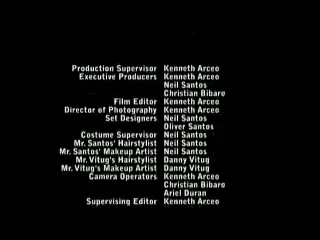 Production Supervisor Kenneth Arceo
Executive Producers Kenneth Arceo
Neil Santos
Christian Bibaro
Film Editor Kenneth Arceo
Director of Photography Kenneth Arceo
Set Designers Neil Santos
Oliver Santos
Costume Supervisor Neil Santos
Mr. Santos' Hairstylist Neil Santos
Mr. Santos' Makeup Artist Neil Santos
Mr. Vitug's Hairstylist Danny Vitug
Mr. Vitug's Makeup Artist Danny Vitug
Camera Operators Kenneth Arceo
Christian Bibaro
Ariel Duran
Supervising Editor Kenneth Arceo